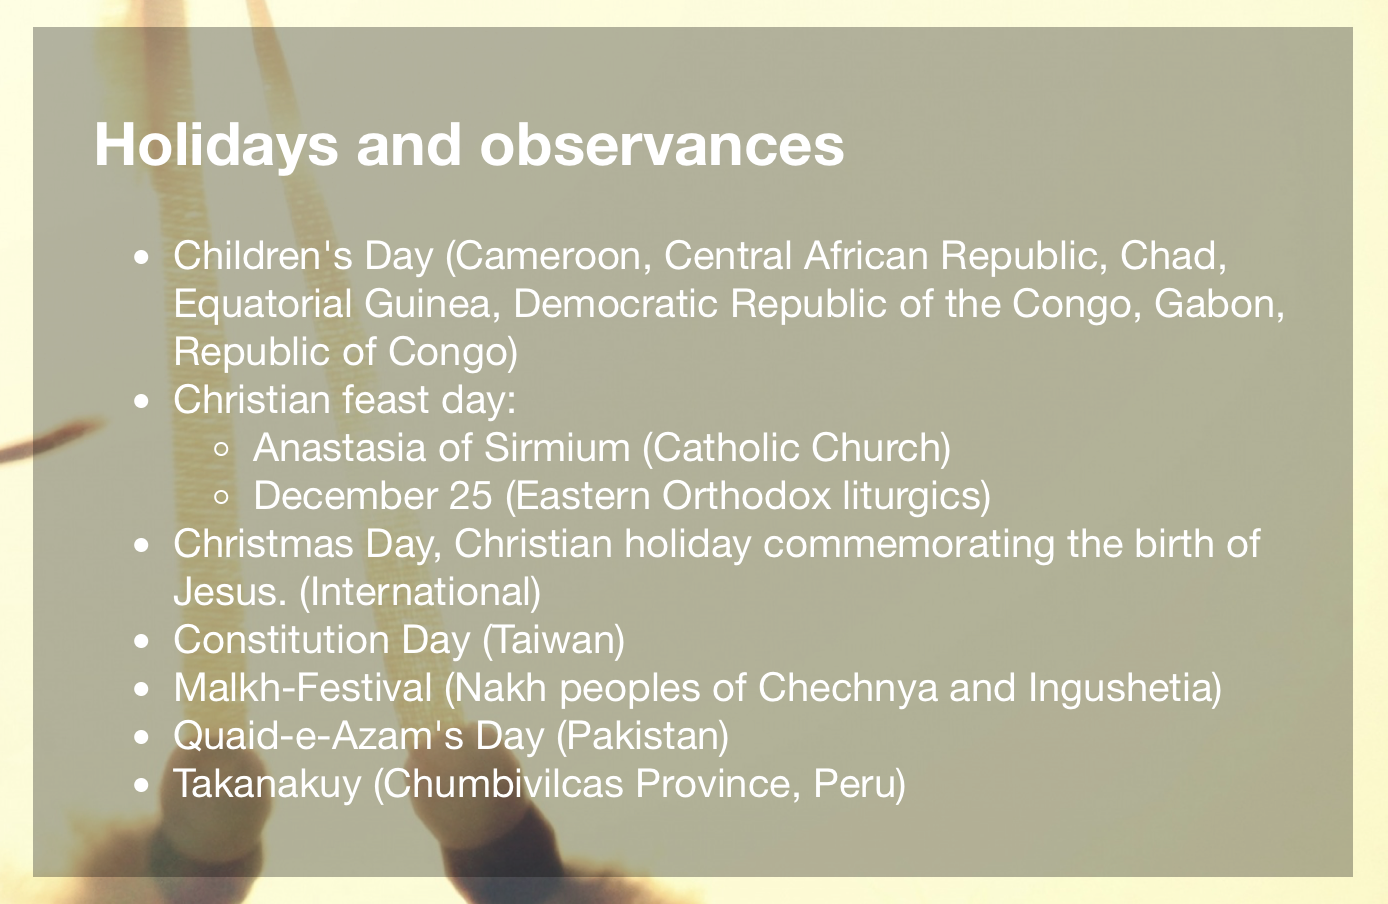 Holidays and observances
Children's Day (Cameroon, Central African Republic, Chad,
Equatorial Guinea, Democratic Republic of the Congo, Gabon,
Republic of Congo)
Christian feast day:
Anastasia of Sirmium (Catholic Church)
December 25 (Eastern Orthodox liturgics)
Christmas Day, Christian holiday commemorating the birth of
Jesus. (International)
Constitution Day (Taiwan)
Malkh-Festival (Nakh peoples of Chechnya and Ingushetia)
Quaid-e-Azam's Day (Pakistan)
Takanakuy (Chumbivilcas Province, Peru)